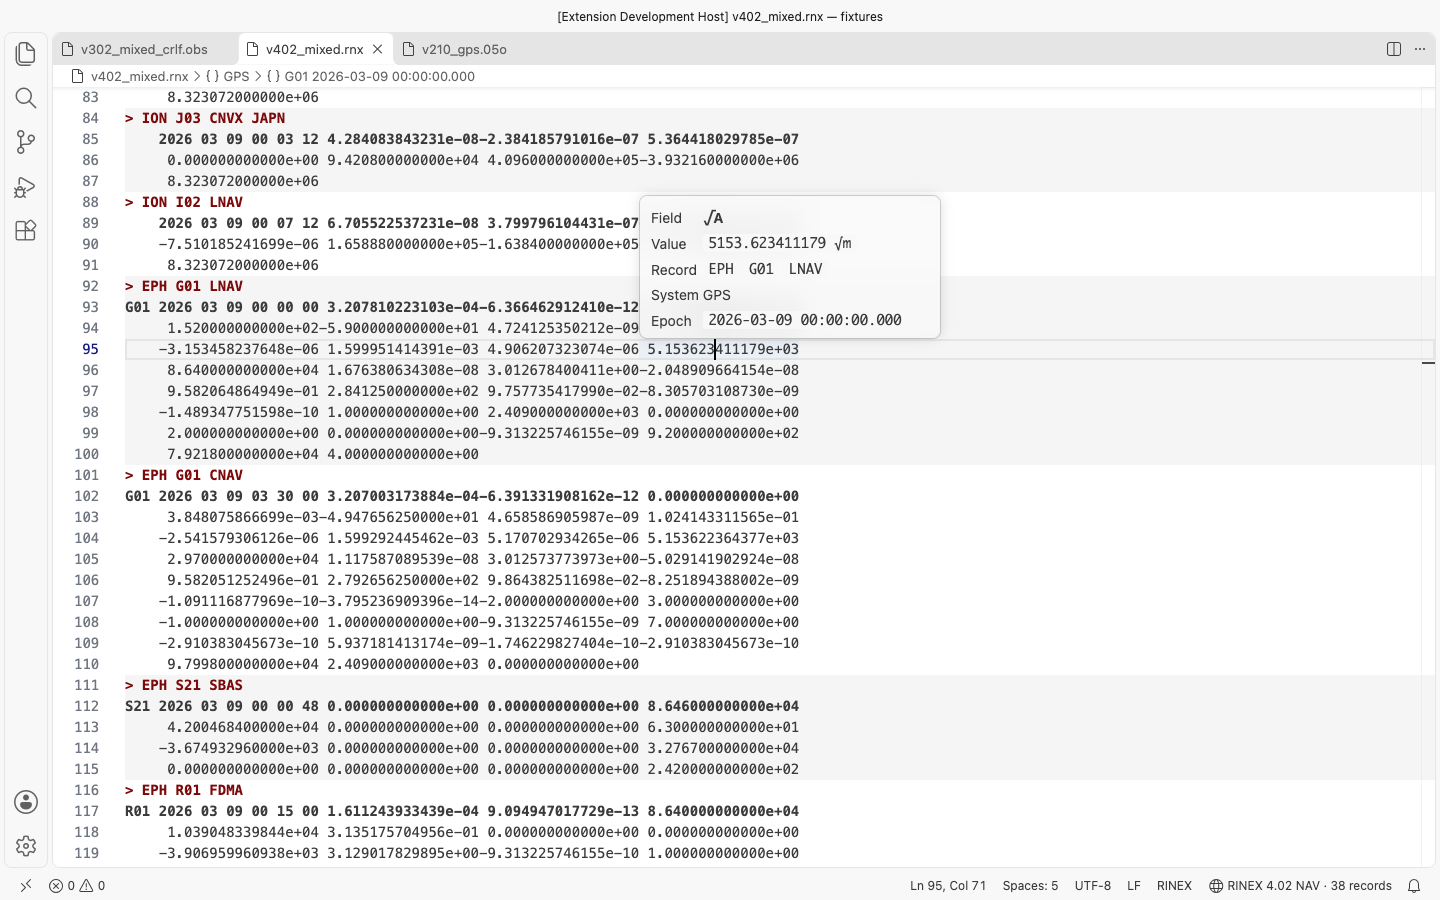 [Extension Development Host] v402_mixed.rnx — fixtures
v302_mixed_crlf.obs
v402_mixed.rnx
v210_gps.05o
v402_mixed.rnx > {} GPS > {} G01 2026-03-09 00:00:00.000
83 8.323072000000e+06
84 > ION J03 CNVX JAPN
85 2026 03 09 00 03 12 4.284083843231e-08-2.384185791016e-07 5.364418029785e-07
86 0.000000000000e+00 9.420800000000e+04 4.096000000000e+05-3.932160000000e+06
87 8.323072000000e+06
88 > ION I02 LNAV
89 2026 03 09 00 07 12 6.705522537231e-08 3.799796104431e-07
90 -7.510185241699e-06 1.658880000000e+05-1.638400000000e+05
91 8.323072000000e+06
92 > EPH G01 LNAV
93 G01 2026 03 09 00 00 00 3.207810223103e-04-6.366462912410e-12
94 1.520000000000e+02-5.900000000000e+01 4.724125350212e-09
Field √A
Value 5153.623411179 √m
Record EPH G01 LNAV
System GPS
Epoch 2026-03-09 00:00:00.000
95 -3.153458237648e-06 1.599951414391e-03 4.906207323074e-06 5.153623411179e+03
96 8.640000000000e+04 1.676380634308e-08 3.012678400411e+00-2.048909664154e-08
97 9.582064864949e-01 2.841250000000e+02 9.757735417990e-02-8.305703108730e-09
98 -1.489347751598e-10 1.000000000000e+00 2.409000000000e+03 0.000000000000e+00
99 2.000000000000e+00 0.000000000000e+00-9.313225746155e-09 9.200000000000e+02
100 7.921800000000e+04 4.000000000000e+00
101 > EPH G01 CNAV
102 G01 2026 03 09 03 30 00 3.207003173884e-04-6.391331908162e-12 0.000000000000e+00
103 3.848075866699e-03-4.947656250000e+01 4.658586905987e-09 1.024143311565e-01
104 -2.541579306126e-06 1.599292445462e-03 5.170702934265e-06 5.153622364377e+03
105 2.970000000000e+04 1.117587089539e-08 3.012573773973e+00-5.029141902924e-08
106 9.582051252496e-01 2.792656250000e+02 9.864382511698e-02-8.251894388002e-09
107 -1.091116877969e-10-3.795236909396e-14-2.000000000000e+00 3.000000000000e+00
108 -1.000000000000e+00 1.000000000000e+00-9.313225746155e-09 7.000000000000e+00
109 -2.910383045673e-10 5.937181413174e-09-1.746229827404e-10-2.910383045673e-10
110 9.799800000000e+04 2.409000000000e+03 0.000000000000e+00
111 > EPH S21 SBAS
112 S21 2026 03 09 00 00 48 0.000000000000e+00 0.000000000000e+00 8.646000000000e+04
113 4.200468400000e+04 0.000000000000e+00 0.000000000000e+00 6.300000000000e+01
114 -3.674932960000e+03 0.000000000000e+00 0.000000000000e+00 3.276700000000e+04
115 0.000000000000e+00 0.000000000000e+00 0.000000000000e+00 2.420000000000e+02
116 > EPH R01 FDMA
117 R01 2026 03 09 00 15 00 1.611243933439e-04 9.094947017729e-13 8.640000000000e+04
118 1.039048339844e+04 3.135175704956e-01 0.000000000000e+00 0.000000000000e+00
119 -3.906959960938e+03 3.129017829895e+00-9.313225746155e-10 1.000000000000e+00
0 0
Ln 95, Col 71
Spaces: 5
UTF-8
LF
RINEX
RINEX 4.02 NAV · 38 records